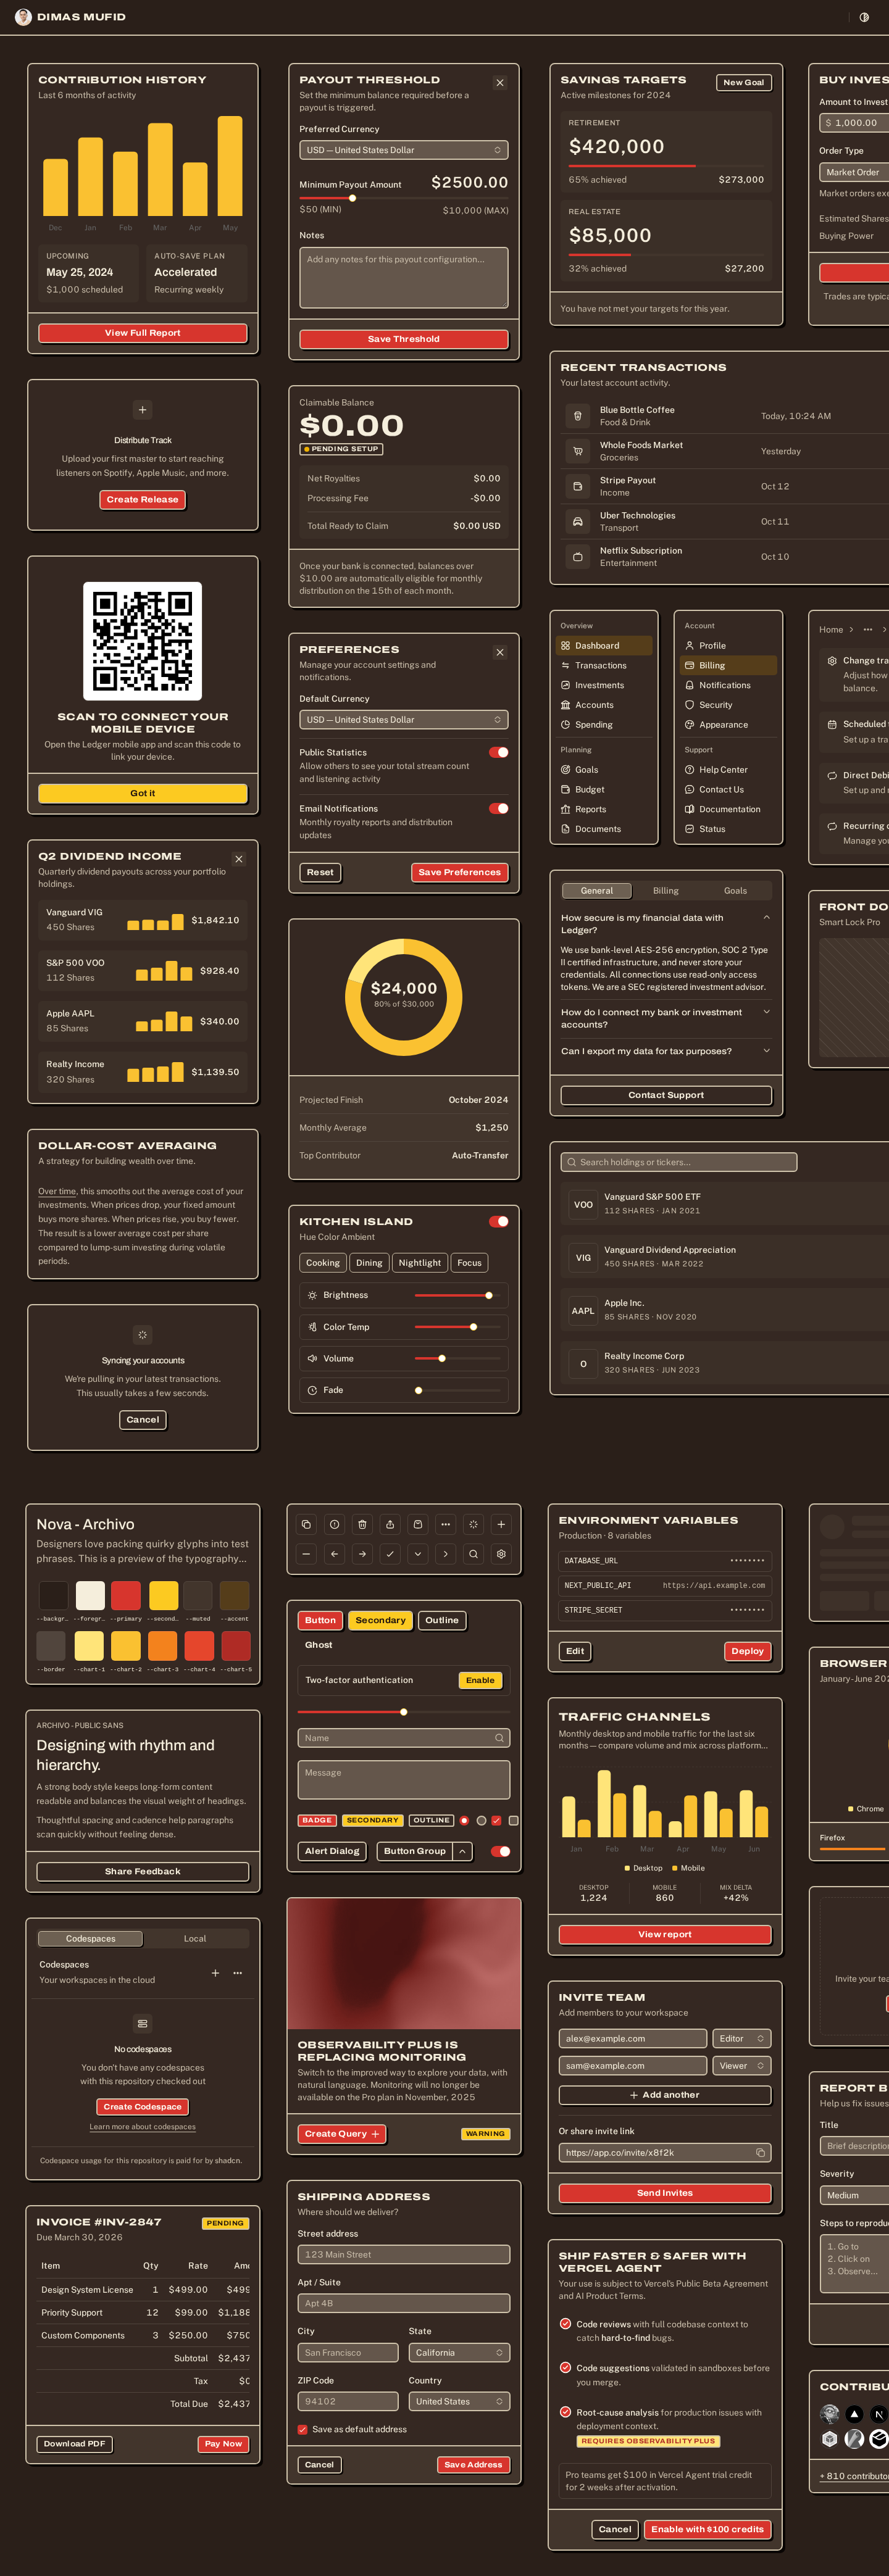 DIMAS MUFID
CONTRIBUTION HISTORY
Last 6 months of activity
Dec Jan Feb Mar Apr May
UPCOMING
May 25, 2024
$1,000 scheduled
AUTO-SAVE PLAN
Accelerated
Recurring weekly
View Full Report
Distribute Track
Upload your first master to start reaching
listeners on Spotify, Apple Music, and more.
Create Release
SCAN TO CONNECT YOUR
MOBILE DEVICE
Open the Ledger mobile app and scan this code to
link your device.
Got it
Q2 DIVIDEND INCOME
Quarterly dividend payouts across your portfolio
holdings.
Vanguard VIG
450 Shares
$1,842.10
S&P 500 VOO
112 Shares
$928.40
Apple AAPL
85 Shares
$340.00
Realty Income
320 Shares
$1,139.50
DOLLAR-COST AVERAGING
A strategy for building wealth over time.
Over time, this smooths out the average cost of your
investments. When prices drop, your fixed amount
buys more shares. When prices rise, you buy fewer.
The result is a lower average cost per share
compared to lump-sum investing during volatile
periods.
Syncing your accounts
We're pulling in your latest transactions.
This usually takes a few seconds.
Cancel
PAYOUT THRESHOLD
Set the minimum balance required before a
payout is triggered.
Preferred Currency
USD — United States Dollar
Minimum Payout Amount $2500.00
$50 (MIN) $10,000 (MAX)
Notes
Add any notes for this payout configuration...
Save Threshold
Claimable Balance
$0.00
PENDING SETUP
Net Royalties $0.00
Processing Fee -$0.00
Total Ready to Claim $0.00 USD
Once your bank is connected, balances over
$10.00 are automatically eligible for monthly
distribution on the 15th of each month.
PREFERENCES
Manage your account settings and
notifications.
Default Currency
USD — United States Dollar
Public Statistics
Allow others to see your total stream count
and listening activity
Email Notifications
Monthly royalty reports and distribution
updates
Reset
Save Preferences
$24,000
80% of $30,000
Projected Finish October 2024
Monthly Average $1,250
Top Contributor Auto-Transfer
KITCHEN ISLAND
Hue Color Ambient
Cooking Dining Nightlight Focus
Brightness
Color Temp
Volume
Fade
SAVINGS TARGETS
Active milestones for 2024
New Goal
RETIREMENT
$420,000
65% achieved $273,000
REAL ESTATE
$85,000
32% achieved $27,200
You have not met your targets for this year.
BUY INVES
Amount to Invest
$ 1,000.00
Order Type
Market Order
Market orders exe
Estimated Shares
Buying Power
Trades are typica
RECENT TRANSACTIONS
Your latest account activity.
Blue Bottle Coffee
Food & Drink
Today, 10:24 AM
Whole Foods Market
Groceries
Yesterday
Stripe Payout
Income
Oct 12
Uber Technologies
Transport
Oct 11
Netflix Subscription
Entertainment
Oct 10
Overview
Dashboard
Transactions
Investments
Accounts
Spending
Planning
Goals
Budget
Reports
Documents
Account
Profile
Billing
Notifications
Security
Appearance
Support
Help Center
Contact Us
Documentation
Status
Home
Change tra
Adjust how
balance.
Scheduled
Set up a tra
Direct Debi
Set up and
Recurring c
Manage you
General Billing Goals
How secure is my financial data with
Ledger?
We use bank-level AES-256 encryption, SOC 2 Type
II certified infrastructure, and never store your
credentials. All connections use read-only access
tokens. We are a SEC registered investment advisor.
How do I connect my bank or investment
accounts?
Can I export my data for tax purposes?
Contact Support
FRONT DO
Smart Lock Pro
Search holdings or tickers...
VOO
Vanguard S&P 500 ETF
112 SHARES · JAN 2021
VIG
Vanguard Dividend Appreciation
450 SHARES · MAR 2022
AAPL
Apple Inc.
85 SHARES · NOV 2020
O
Realty Income Corp
320 SHARES · JUN 2023
Nova - Archivo
Designers love packing quirky glyphs into test
phrases. This is a preview of the typography...
--backgr… --foregr… --primary --second… --muted --accent
--border --chart-1 --chart-2 --chart-3 --chart-4 --chart-5
ARCHIVO - PUBLIC SANS
Designing with rhythm and
hierarchy.
A strong body style keeps long-form content
readable and balances the visual weight of headings.
Thoughtful spacing and cadence help paragraphs
scan quickly without feeling dense.
Share Feedback
Codespaces Local
Codespaces
Your workspaces in the cloud
No codespaces
You don't have any codespaces
with this repository checked out
Create Codespace
Learn more about codespaces
Codespace usage for this repository is paid for by shadcn.
INVOICE #INV-2847
PENDING
Due March 30, 2026
Item Qty Rate Amo
Design System License 1 $499.00 $499
Priority Support 12 $99.00 $1,188
Custom Components 3 $250.00 $750
Subtotal $2,437
Tax $0
Total Due $2,437
Download PDF
Pay Now
Button Secondary Outline
Ghost
Two-factor authentication Enable
Name
Message
BADGE SECONDARY OUTLINE
Alert Dialog Button Group
OBSERVABILITY PLUS IS
REPLACING MONITORING
Switch to the improved way to explore your data, with
natural language. Monitoring will no longer be
available on the Pro plan in November, 2025
Create Query
WARNING
SHIPPING ADDRESS
Where should we deliver?
Street address
123 Main Street
Apt / Suite
Apt 4B
City State
San Francisco California
ZIP Code Country
94102 United States
Save as default address
Cancel
Save Address
ENVIRONMENT VARIABLES
Production · 8 variables
DATABASE_URL ••••••••
NEXT_PUBLIC_API https://api.example.com
STRIPE_SECRET ••••••••
Edit
Deploy
TRAFFIC CHANNELS
Monthly desktop and mobile traffic for the last six
months — compare volume and mix across platform...
Jan Feb Mar Apr May Jun
Desktop Mobile
DESKTOP MOBILE MIX DELTA
1,224 860 +42%
View report
INVITE TEAM
Add members to your workspace
alex@example.com Editor
sam@example.com Viewer
Add another
Or share invite link
https://app.co/invite/x8f2k
Send Invites
SHIP FASTER & SAFER WITH
VERCEL AGENT
Your use is subject to Vercel's Public Beta Agreement
and AI Product Terms.
Code reviews with full codebase context to
catch hard-to-find bugs.
Code suggestions validated in sandboxes before
you merge.
Root-cause analysis for production issues with
deployment context.
REQUIRES OBSERVABILITY PLUS
Pro teams get $100 in Vercel Agent trial credit
for 2 weeks after activation.
Cancel
Enable with $100 credits
BROWSER
January-June 202
Chrome
Firefox
Invite your tea
REPORT B
Help us fix issues
Title
Brief description
Severity
Medium
Steps to reprodu
1. Go to
2. Click on
3. Observe...
CONTRIBU
+ 810 contributor